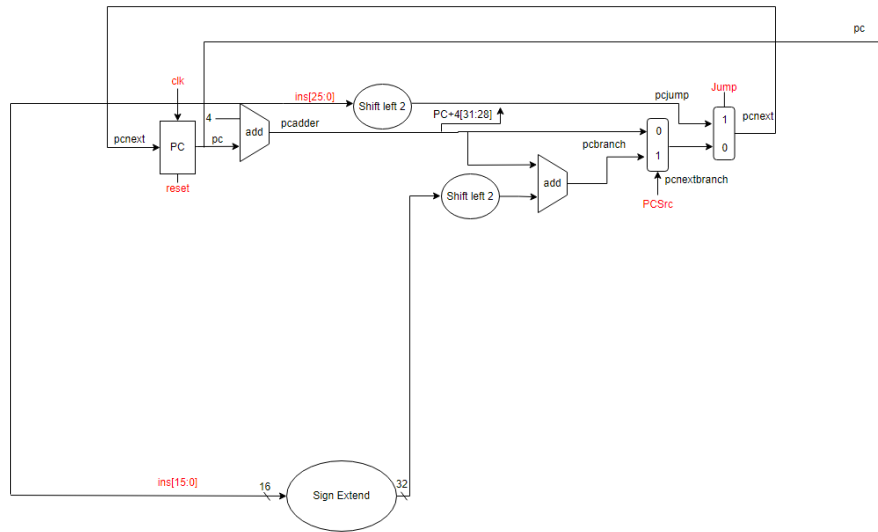 pc
clk
ins[25:0]
Shift left 2
pcjump
Jump
4
pcadder
PC+4[31:28]
1
pcnext
pcnext
PC
pc
add
0
pcbranch
1
0
reset
add
pcnextbranch
Shift left 2
PCSrc
ins[15:0]
16
Sign Extend
32